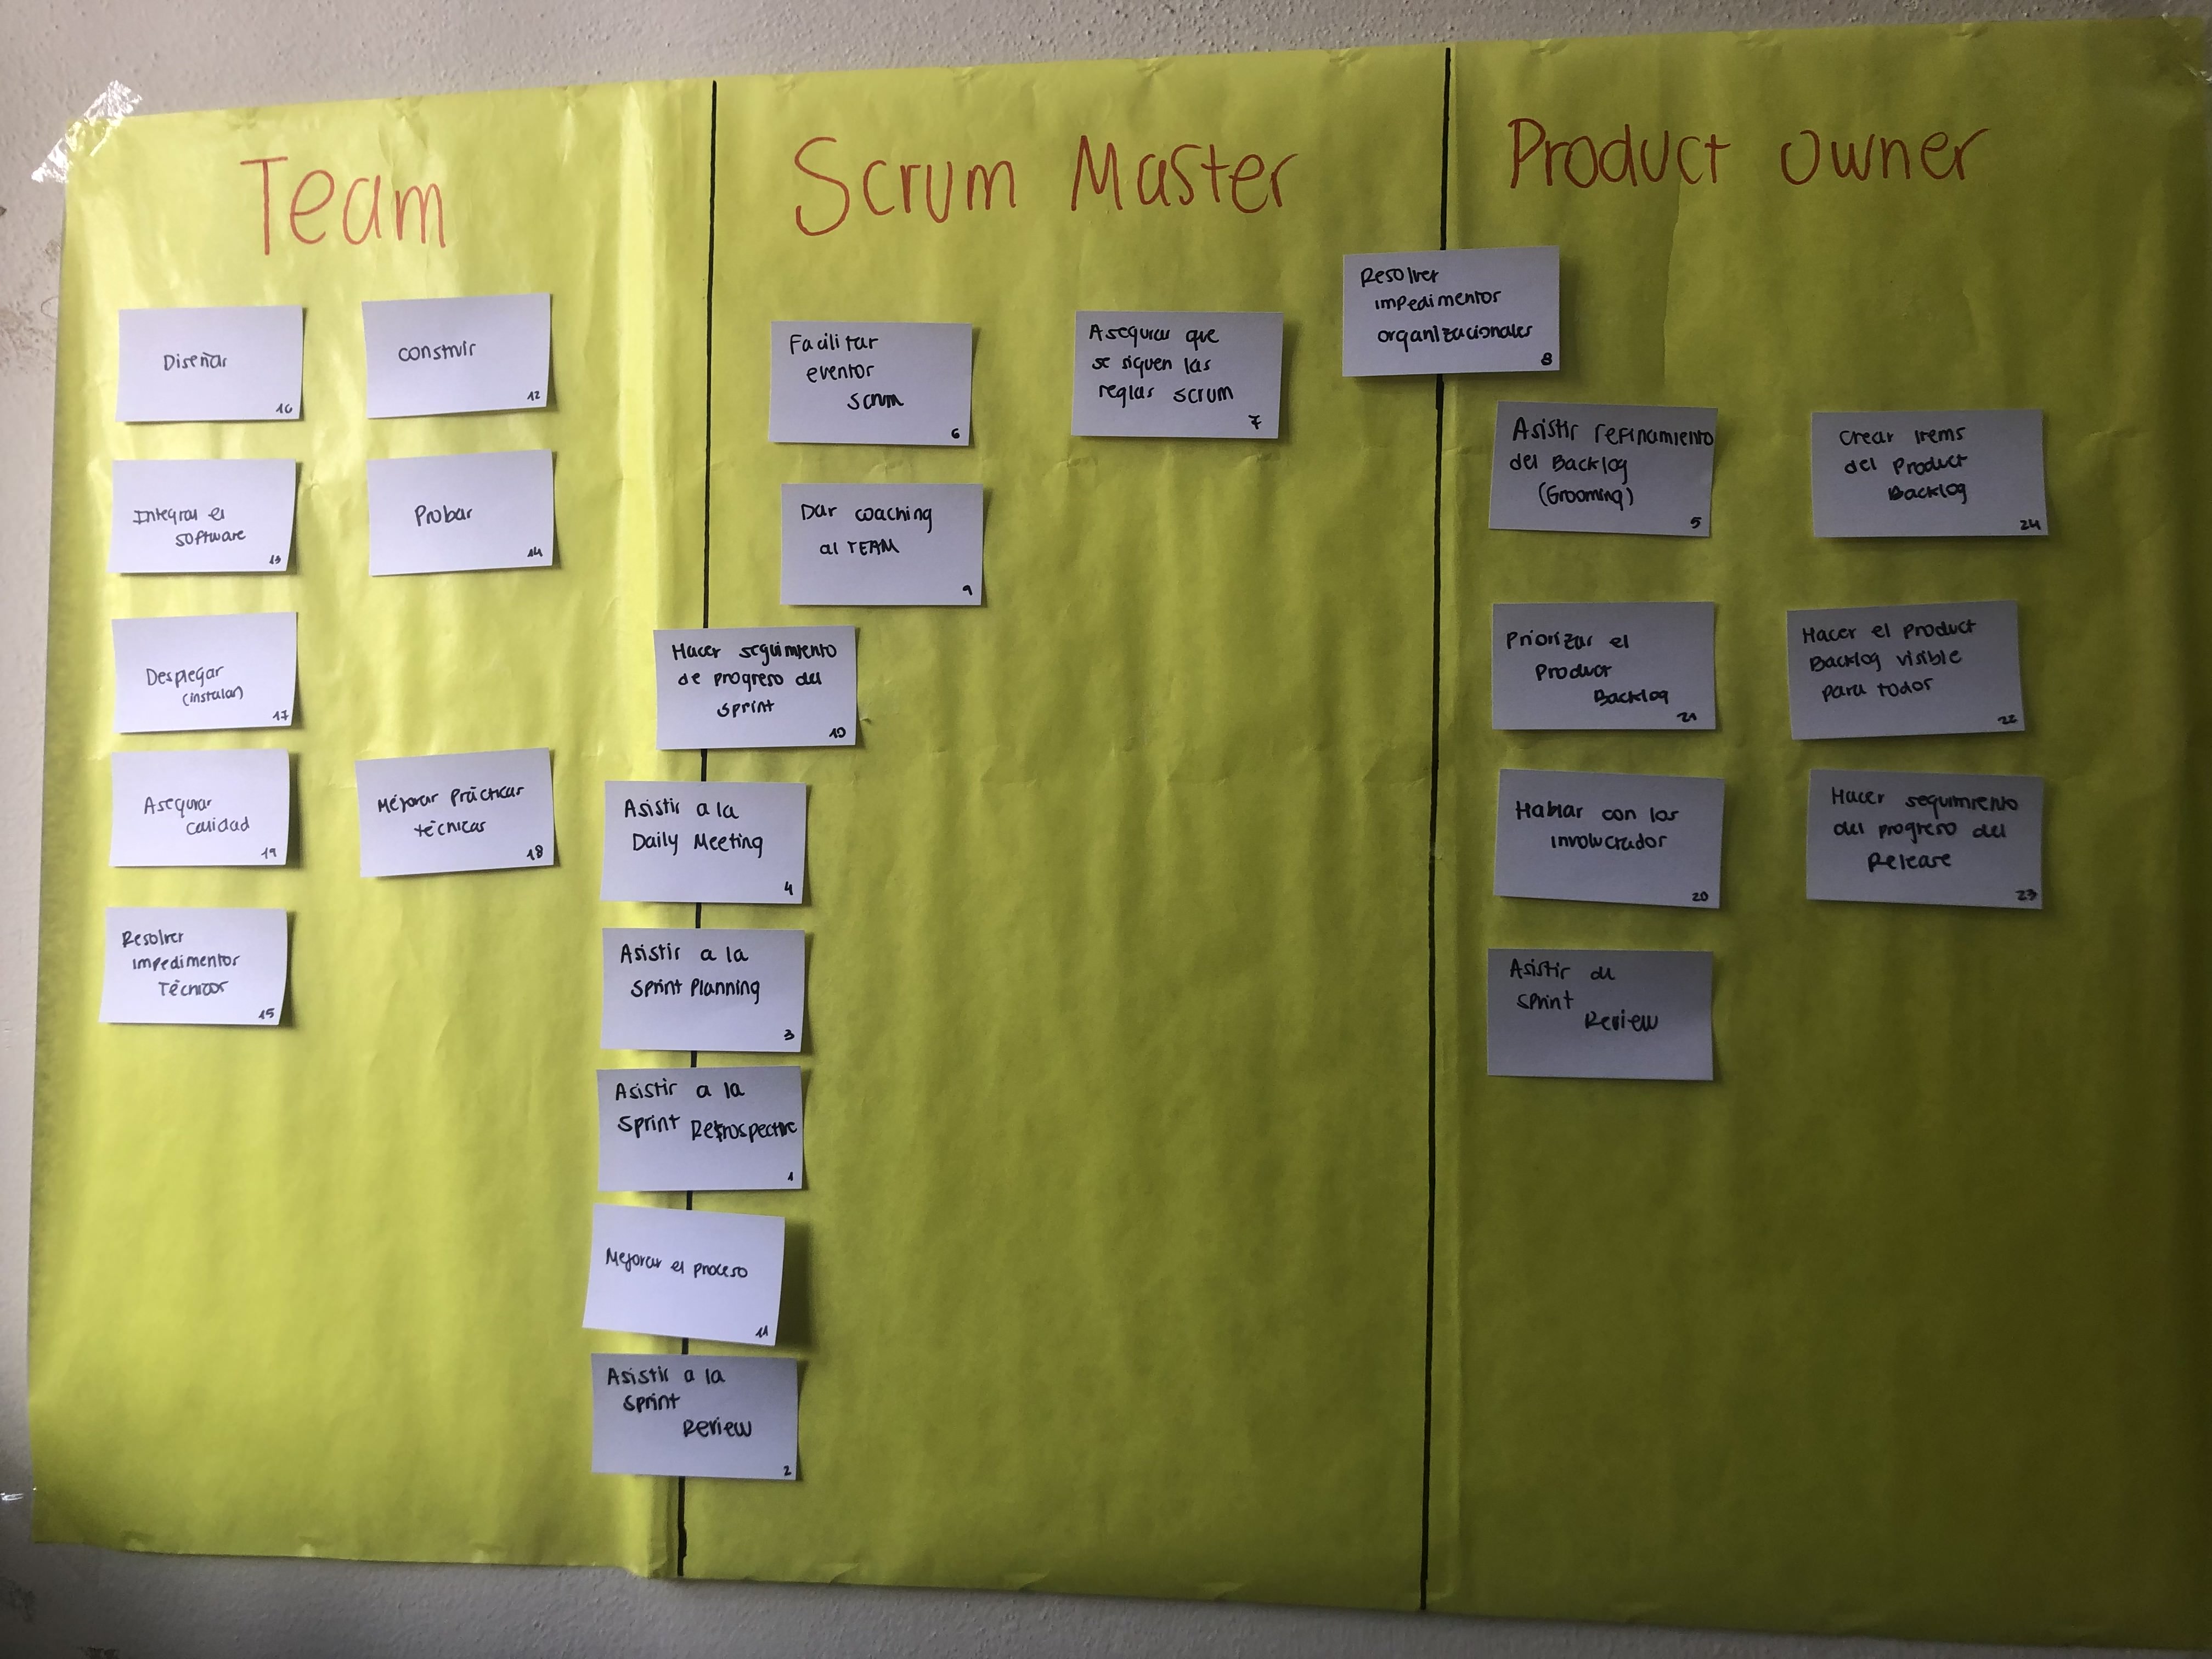 Team
Diseñar
16
construir
12
Integrar el
software
13
Probar
14
Desplegar
(instalar)
17
Asegurar
calidad
19
Mejorar Prácticas
técnicas
18
Resolver
impedimentos
Técnicos
15
Scrum Master
Facilitar
eventos
scrum
6
Asegurar que
se siguen las
reglas scrum
7
Resolver
impedimentos
organizacionales
8
Dar coaching
al TEAM
9
Hacer seguimiento
de progreso del
sprint
10
Asistir a la
Daily Meeting
4
Asistir a la
Sprint Planning
3
Asistir a la
Sprint Retrospective
1
Mejorar el proceso
11
Asistir a la
sprint
Review
2
Product Owner
Asistir refinamiento
del Backlog
(Grooming)
5
Crear Items
del Product
Backlog
24
Priorizar el
Product
Backlog
21
Hacer el Product
Backlog visible
para todos
22
Hablar con los
involucrados
20
Hacer seguimiento
del progreso del
Release
23
Asistir de
sprint
Review